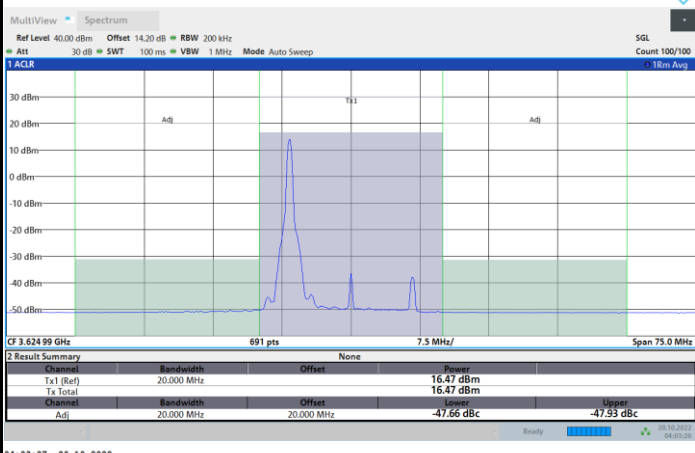 MultiView Spectrum
Ref Level 40.00 dBm Offset 14.20 dB RBW 200 kHz SGL
Att 30 dB SWT 100 ms VBW 1 MHz Mode Auto Sweep Count 100/100
1 ACLR 1Rm Avg
30 dBm
Tx1
Adj Adj
20 dBm
10 dBm
0 dBm
-10 dBm
-20 dBm
-30 dBm
-40 dBm
-50 dBm
CF 3.624 99 GHz 691 pts 7.5 MHz/ Span 75.0 MHz
2 Result Summary None
Channel Bandwidth Offset Power
Tx1 (Ref) 20.000 MHz 16.47 dBm
Tx Total 16.47 dBm
Channel Bandwidth Offset Lower Upper
Adj 20.000 MHz 20.000 MHz -47.66 dBc -47.93 dBc
Ready 20.10.2022
04:03:28